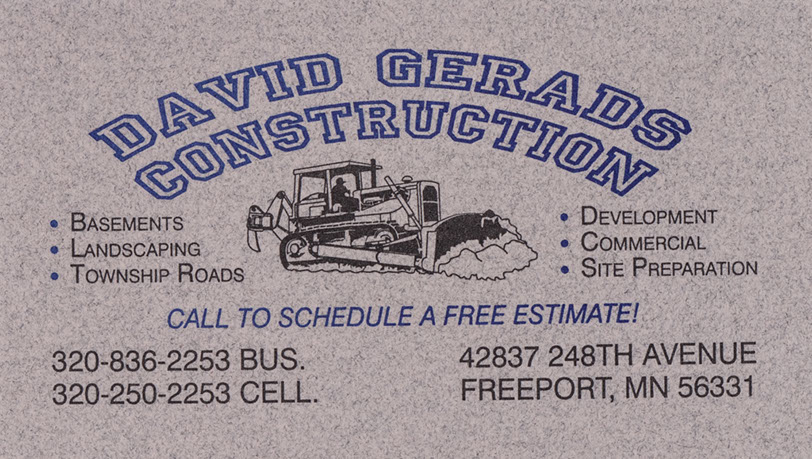 DAVID GERADS
CONSTRUCTION
• BASEMENTS
• LANDSCAPING
• TOWNSHIP ROADS
• DEVELOPMENT
• COMMERCIAL
• SITE PREPARATION
CALL TO SCHEDULE A FREE ESTIMATE!
320-836-2253 BUS.
320-250-2253 CELL.
42837 248TH AVENUE
FREEPORT, MN 56331